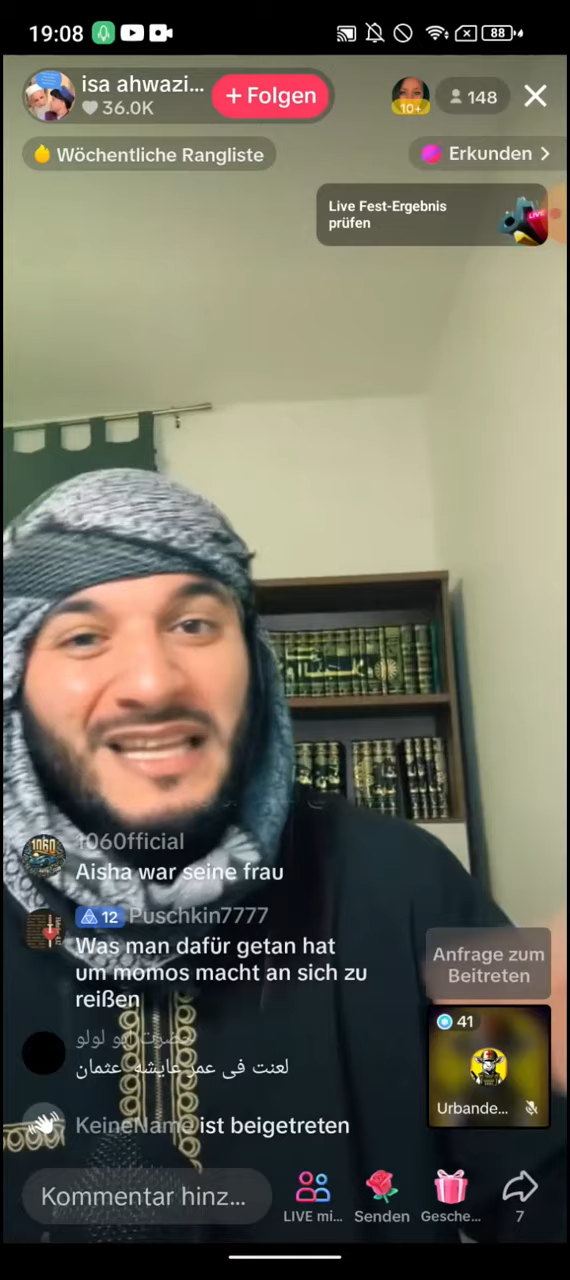 19:08
88
isa ahwazi...
+ Folgen
36.0K
10+
148
Wöchentliche Rangliste
Erkunden
Live Fest-Ergebnis
prüfen
LIVE
1060fficial
Aisha war seine frau
12 Puschkin7777
Was man dafür getan hat
um momos macht an sich zu
reißen
Anfrage zum
Beitreten
حضرت ابو لولو
لعنت فی عمر عایشه عثمان
41
Urbande...
KeineName ist beigetreten
Kommentar hinz...
LIVE mi...
Senden
Gesche...
7